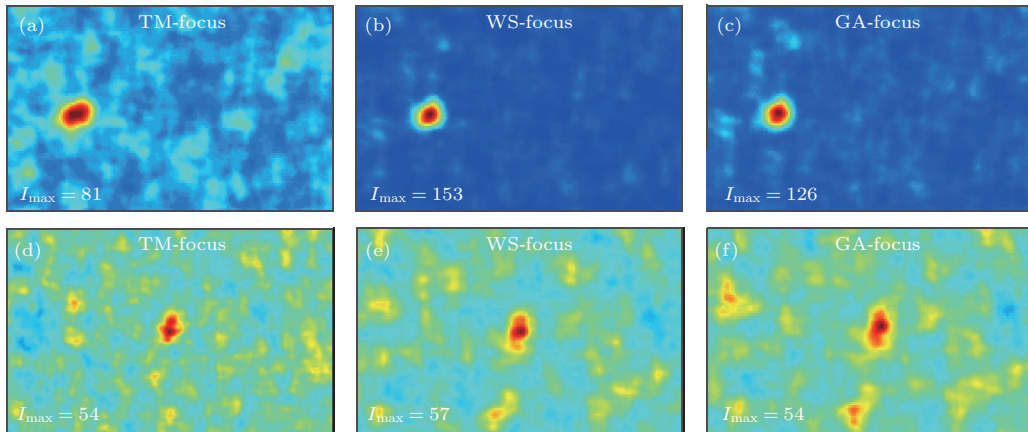 (a) TM-focus
I_max = 81
(b) WS-focus
I_max = 153
(c) GA-focus
I_max = 126
(d) TM-focus
I_max = 54
(e) WS-focus
I_max = 57
(f) GA-focus
I_max = 54